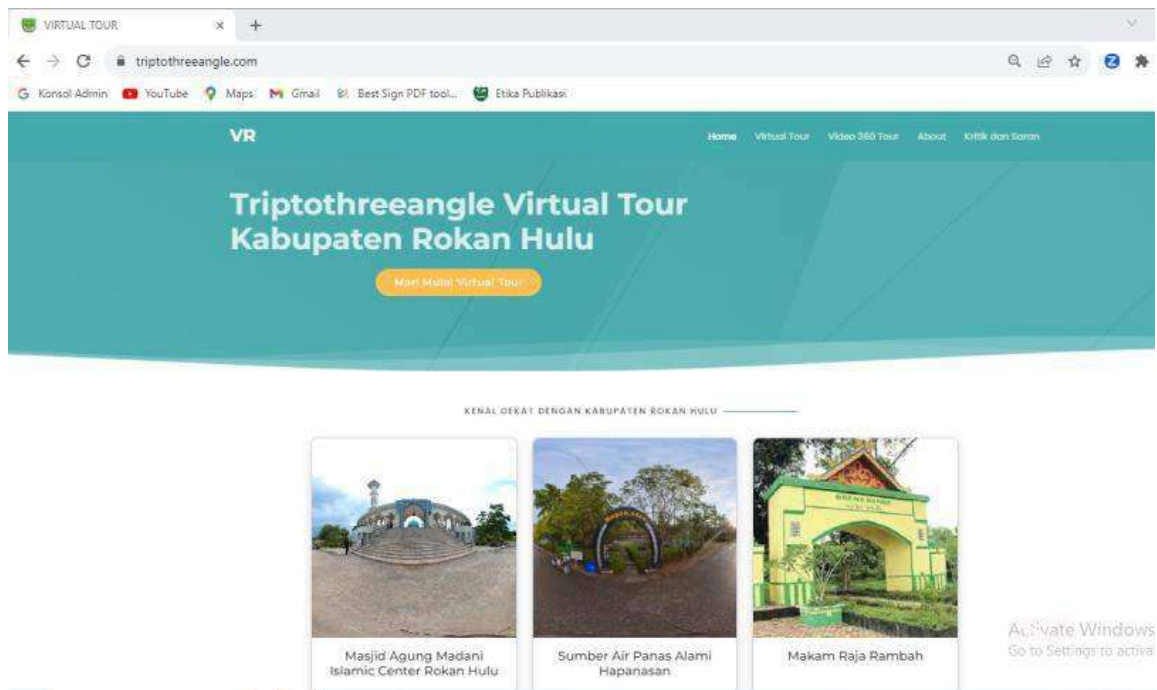 VIRTUAL TOUR
triptothreeangle.com
Konsol Admin YouTube Maps Gmail Best Sign PDF tool... Etika Publikasi
VR Home Virtual Tour Video 360 Tour About Kritik dan Saran
Triptothreeangle Virtual Tour
Kabupaten Rokan Hulu
Mari Mulai Virtual Tour
KENAL DEKAT DENGAN KABUPATEN ROKAN HULU
Masjid Agung Madani
Islamic Center Rokan Hulu
Sumber Air Panas Alami
Hapanasan
Makam Raja Rambah
Activate Windows
Go to Settings to activat